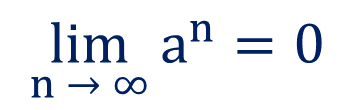 lim aⁿ = 0
n → ∞